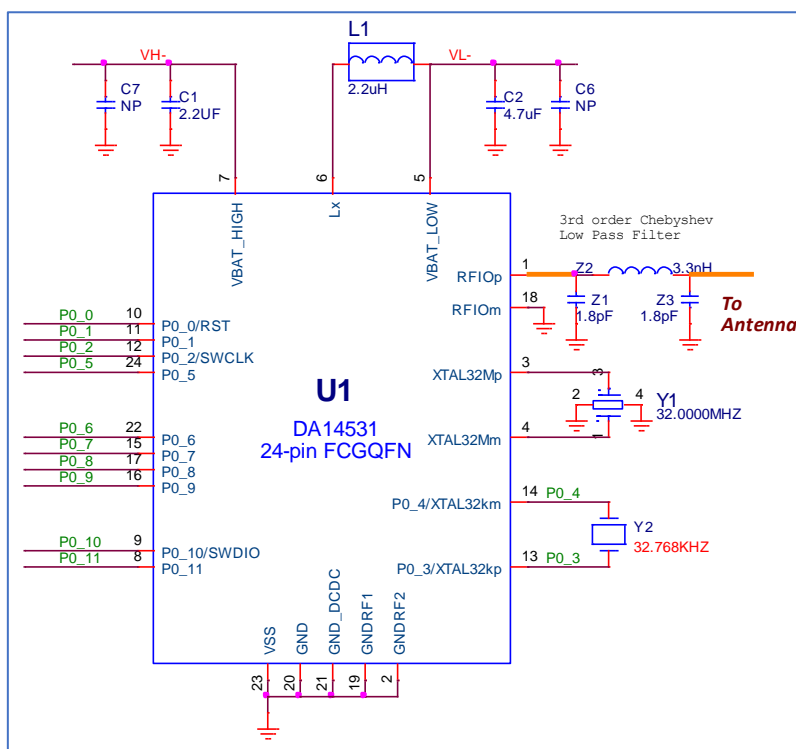 L1
VH-
VL-
2.2uH
C7
NP
C1
2.2UF
C2
4.7uF
C6
NP
7
6
5
VBAT_HIGH
Lx
VBAT_LOW
3rd order Chebyshev
Low Pass Filter
1
RFIOp
Z2
3.3nH
18
RFIOm
Z1
1.8pF
Z3
1.8pF
To
Antenna
P0_0
10
P0_0/RST
P0_1
11
P0_1
P0_2
12
P0_2/SWCLK
P0_5
24
P0_5
3
XTAL32Mp
3
2
4
Y1
32.0000MHZ
1
4
XTAL32Mm
U1
DA14531
24-pin FCGQFN
P0_6
22
P0_6
P0_7
15
P0_7
P0_8
17
P0_8
P0_9
16
P0_9
P0_4/XTAL32km
14
P0_4
Y2
32.768KHZ
P0_10
9
P0_10/SWDIO
P0_11
8
P0_11
P0_3/XTAL32kp
13
P0_3
VSS
GND
GND_DCDC
GNDRF1
GNDRF2
23
20
21
19
2